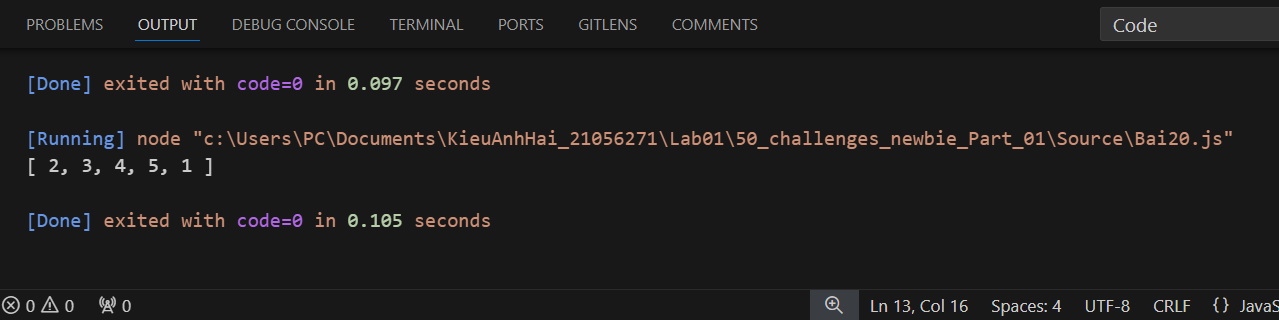 PROBLEMS OUTPUT DEBUG CONSOLE TERMINAL PORTS GITLENS COMMENTS Code
[Done] exited with code=0 in 0.097 seconds
[Running] node "c:\Users\PC\Documents\KieuAnhHai_21056271\Lab01\50_challenges_newbie_Part_01\Source\Bai20.js"
[ 2, 3, 4, 5, 1 ]
[Done] exited with code=0 in 0.105 seconds
0 0 0 Ln 13, Col 16 Spaces: 4 UTF-8 CRLF {} JavaS